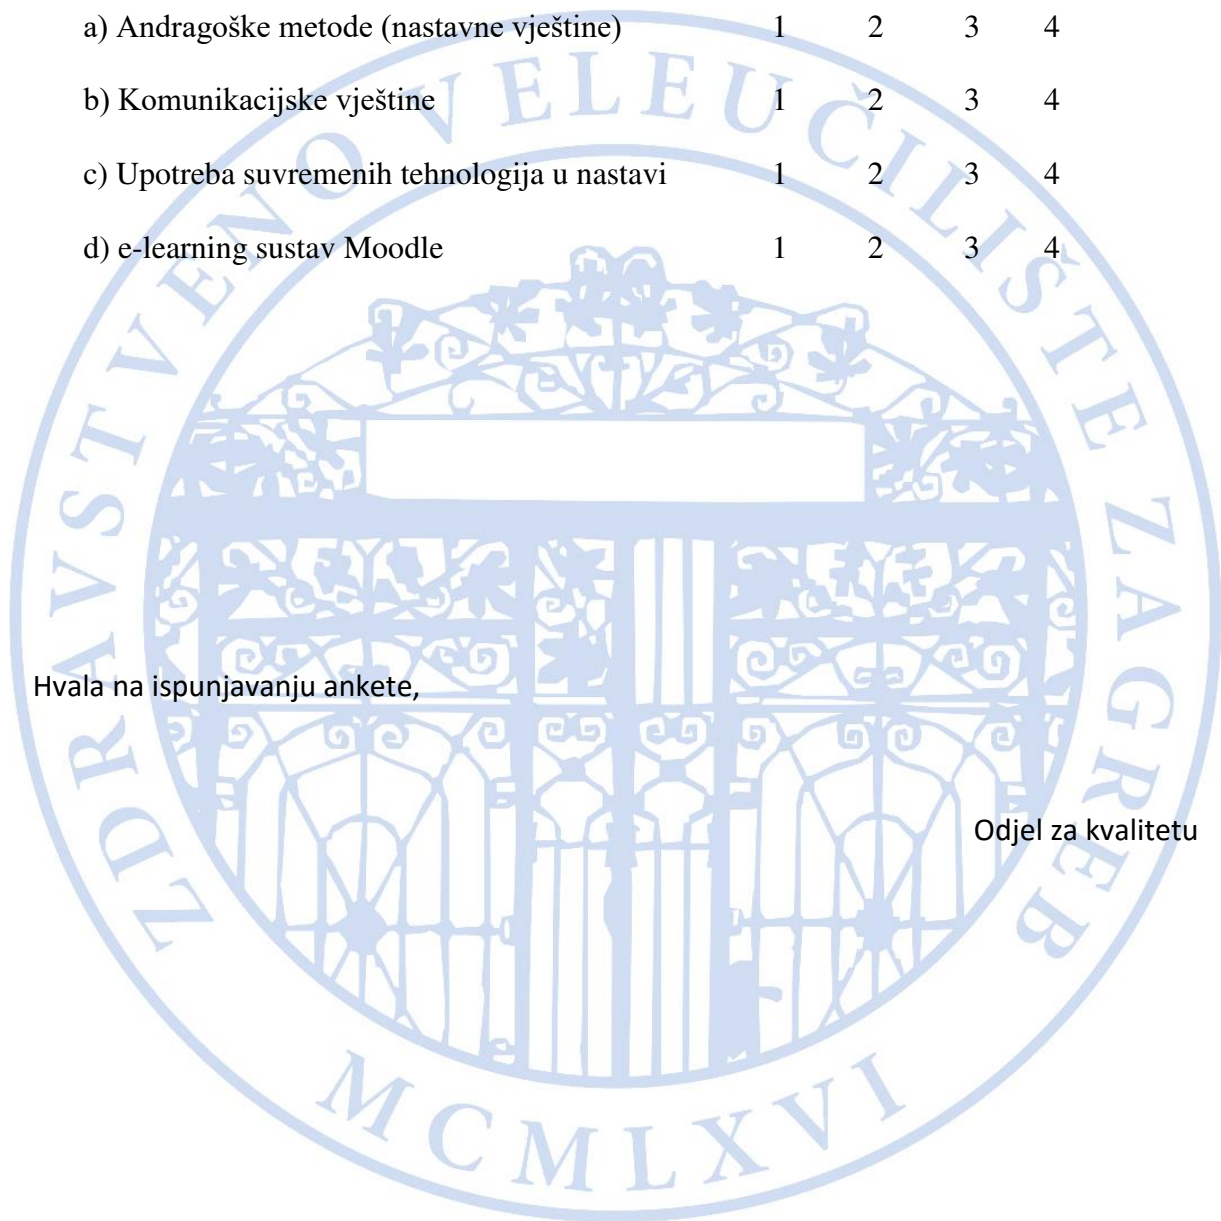 a) Andragoške metode (nastavne vještine) 1 2 3 4
b) Komunikacijske vještine 1 2 3 4
c) Upotreba suvremenih tehnologija u nastavi 1 2 3 4
d) e-learning sustav Moodle 1 2 3 4
Hvala na ispunjavanju ankete,
Odjel za kvalitetu
ZDRAVSTVENO VELEUČILIŠTE ZAGREB
MCMLXVI